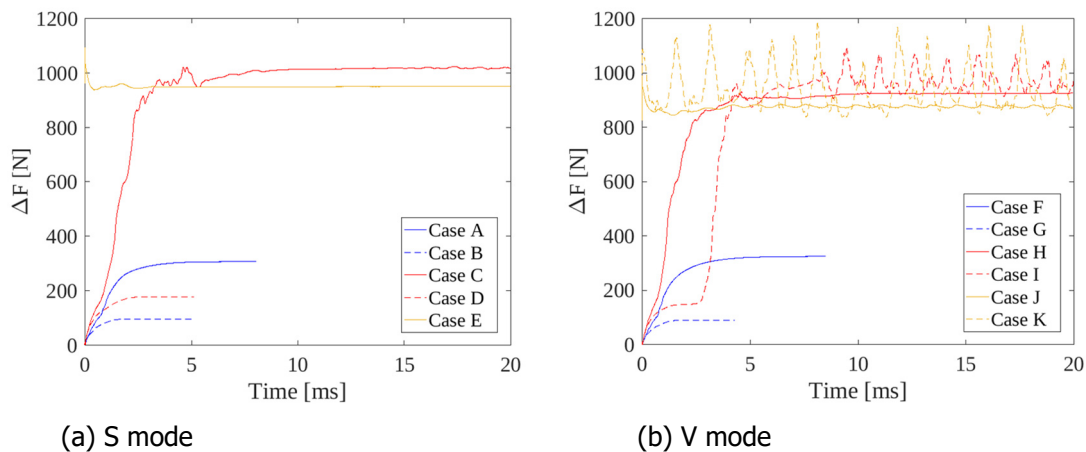 1200
1000
800
600
400
200
0
ΔF [N]
0 5 10 15 20
Time [ms]
Case A
Case B
Case C
Case D
Case E
(a) S mode
1200
1000
800
600
400
200
0
ΔF [N]
0 5 10 15 20
Time [ms]
Case F
Case G
Case H
Case I
Case J
Case K
(b) V mode